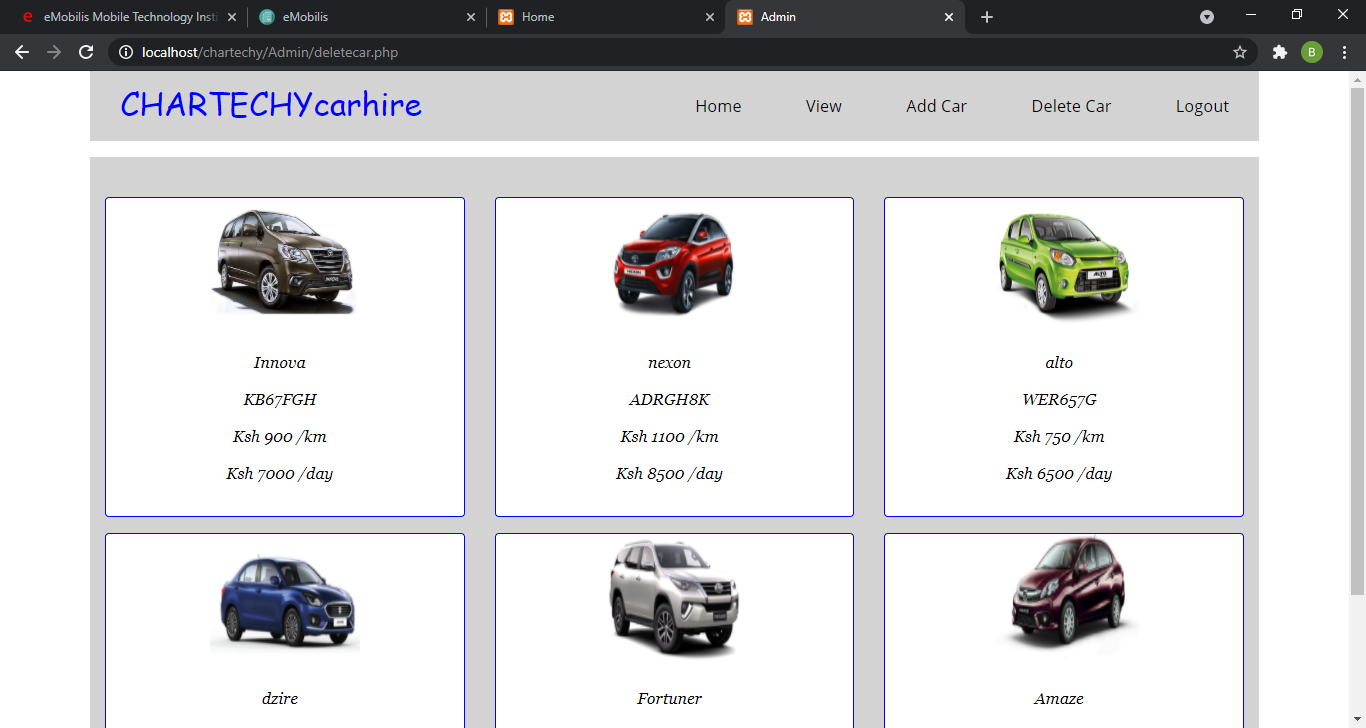 eMobilis Mobile Technology Insti
eMobilis
Home
Admin
localhost/chartechy/Admin/deletecar.php
B
CHARTECHYcarhire
Home View Add Car Delete Car Logout
Innova
KB67FGH
Ksh 900 /km
Ksh 7000 /day
nexon
ADRGH8K
Ksh 1100 /km
Ksh 8500 /day
alto
WER657G
Ksh 750 /km
Ksh 6500 /day
dzire
Fortuner
Amaze